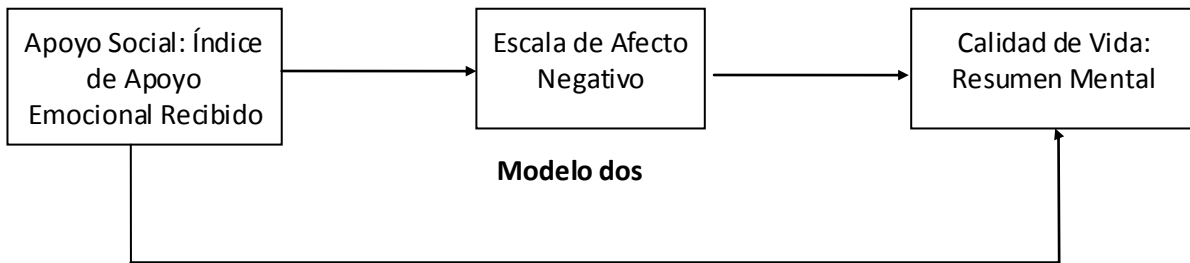 Apoyo Social: Índice
de Apoyo
Emocional Recibido
Escala de Afecto
Negativo
Calidad de Vida:
Resumen Mental
Modelo dos